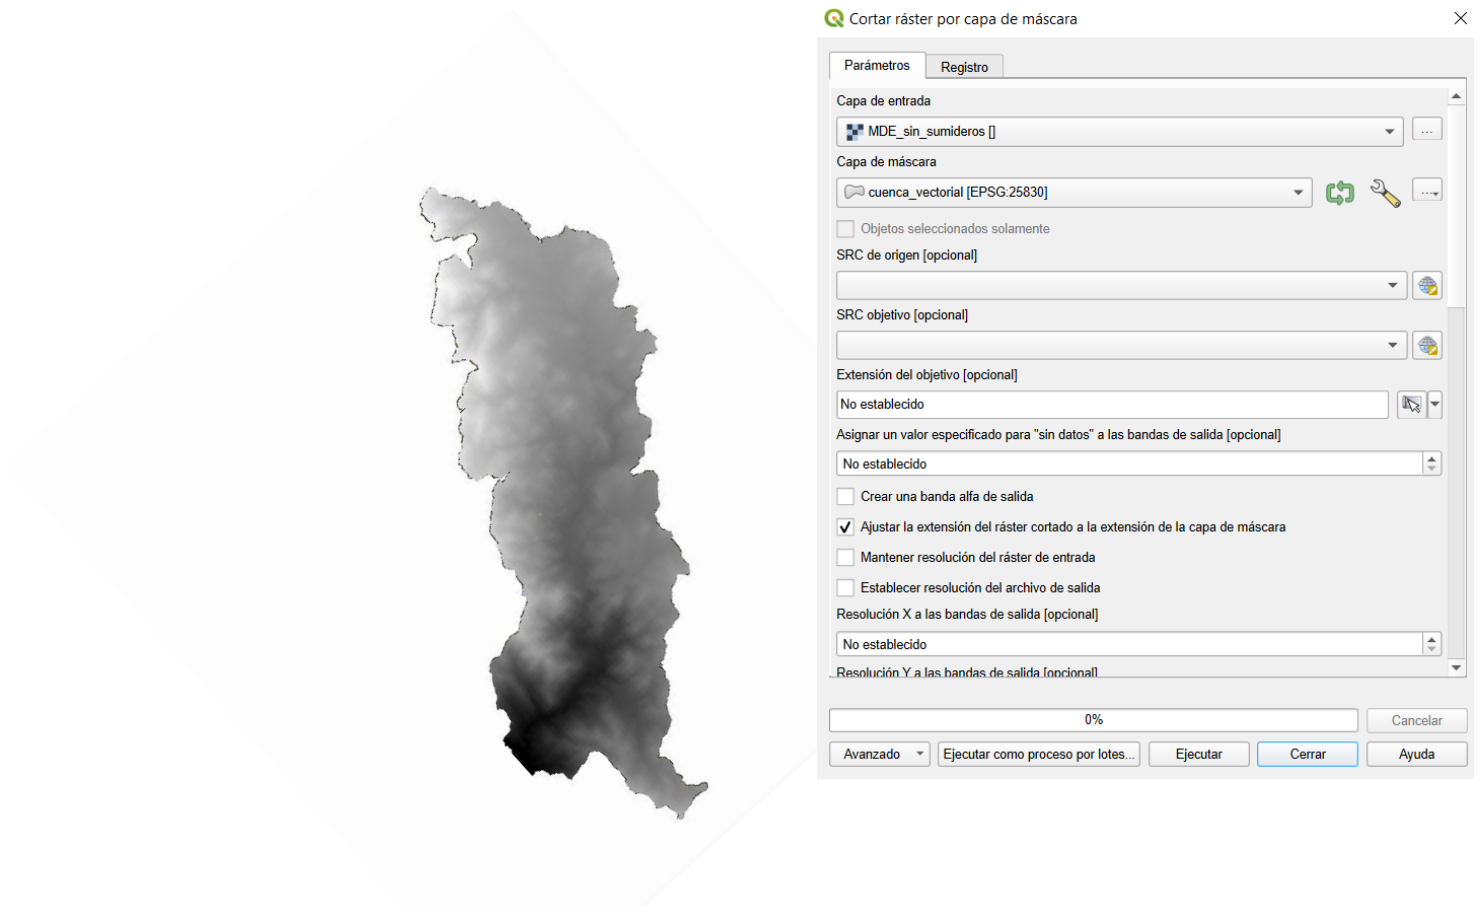 Cortar ráster por capa de máscara
Parámetros
Registro
Capa de entrada
MDE_sin_sumideros []
...
Capa de máscara
cuenca_vectorial [EPSG:25830]
...
Objetos seleccionados solamente
SRC de origen [opcional]
SRC objetivo [opcional]
Extensión del objetivo [opcional]
No establecido
Asignar un valor especificado para "sin datos" a las bandas de salida [opcional]
No establecido
Crear una banda alfa de salida
Ajustar la extensión del ráster cortado a la extensión de la capa de máscara
Mantener resolución del ráster de entrada
Establecer resolución del archivo de salida
Resolución X a las bandas de salida [opcional]
No establecido
Resolución Y a las bandas de salida [opcional]
0%
Cancelar
Avanzado
Ejecutar como proceso por lotes...
Ejecutar
Cerrar
Ayuda